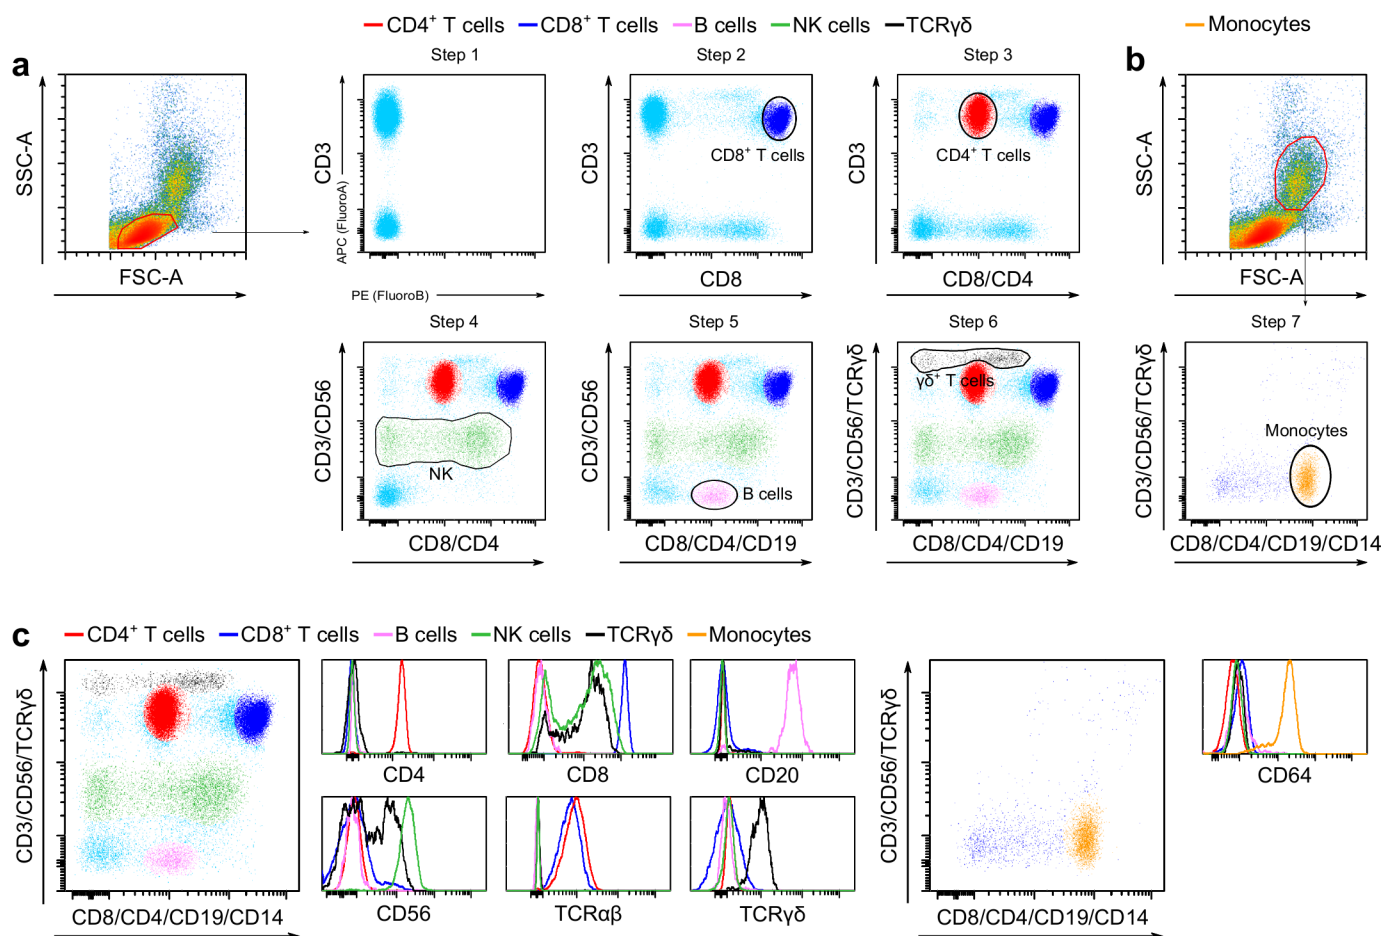 CD4⁺ T cells CD8⁺ T cells B cells NK cells TCRγδ Monocytes
a
b
Step 1 Step 2 Step 3
SSC-A
FSC-A
CD3
APC (FluoroA)
PE (FluoroB)
CD3
CD8⁺ T cells
CD8
CD3
CD4⁺ T cells
CD8/CD4
SSC-A
FSC-A
Step 4 Step 5 Step 6 Step 7
CD3/CD56
NK
CD8/CD4
CD3/CD56
B cells
CD8/CD4/CD19
CD3/CD56/TCRγδ
γδ⁺ T cells
CD8/CD4/CD19
CD3/CD56/TCRγδ
Monocytes
CD8/CD4/CD19/CD14
c
CD4⁺ T cells CD8⁺ T cells B cells NK cells TCRγδ Monocytes
CD3/CD56/TCRγδ
CD8/CD4/CD19/CD14
CD4 CD8 CD20
CD56 TCRαβ TCRγδ
CD3/CD56/TCRγδ
CD8/CD4/CD19/CD14
CD64